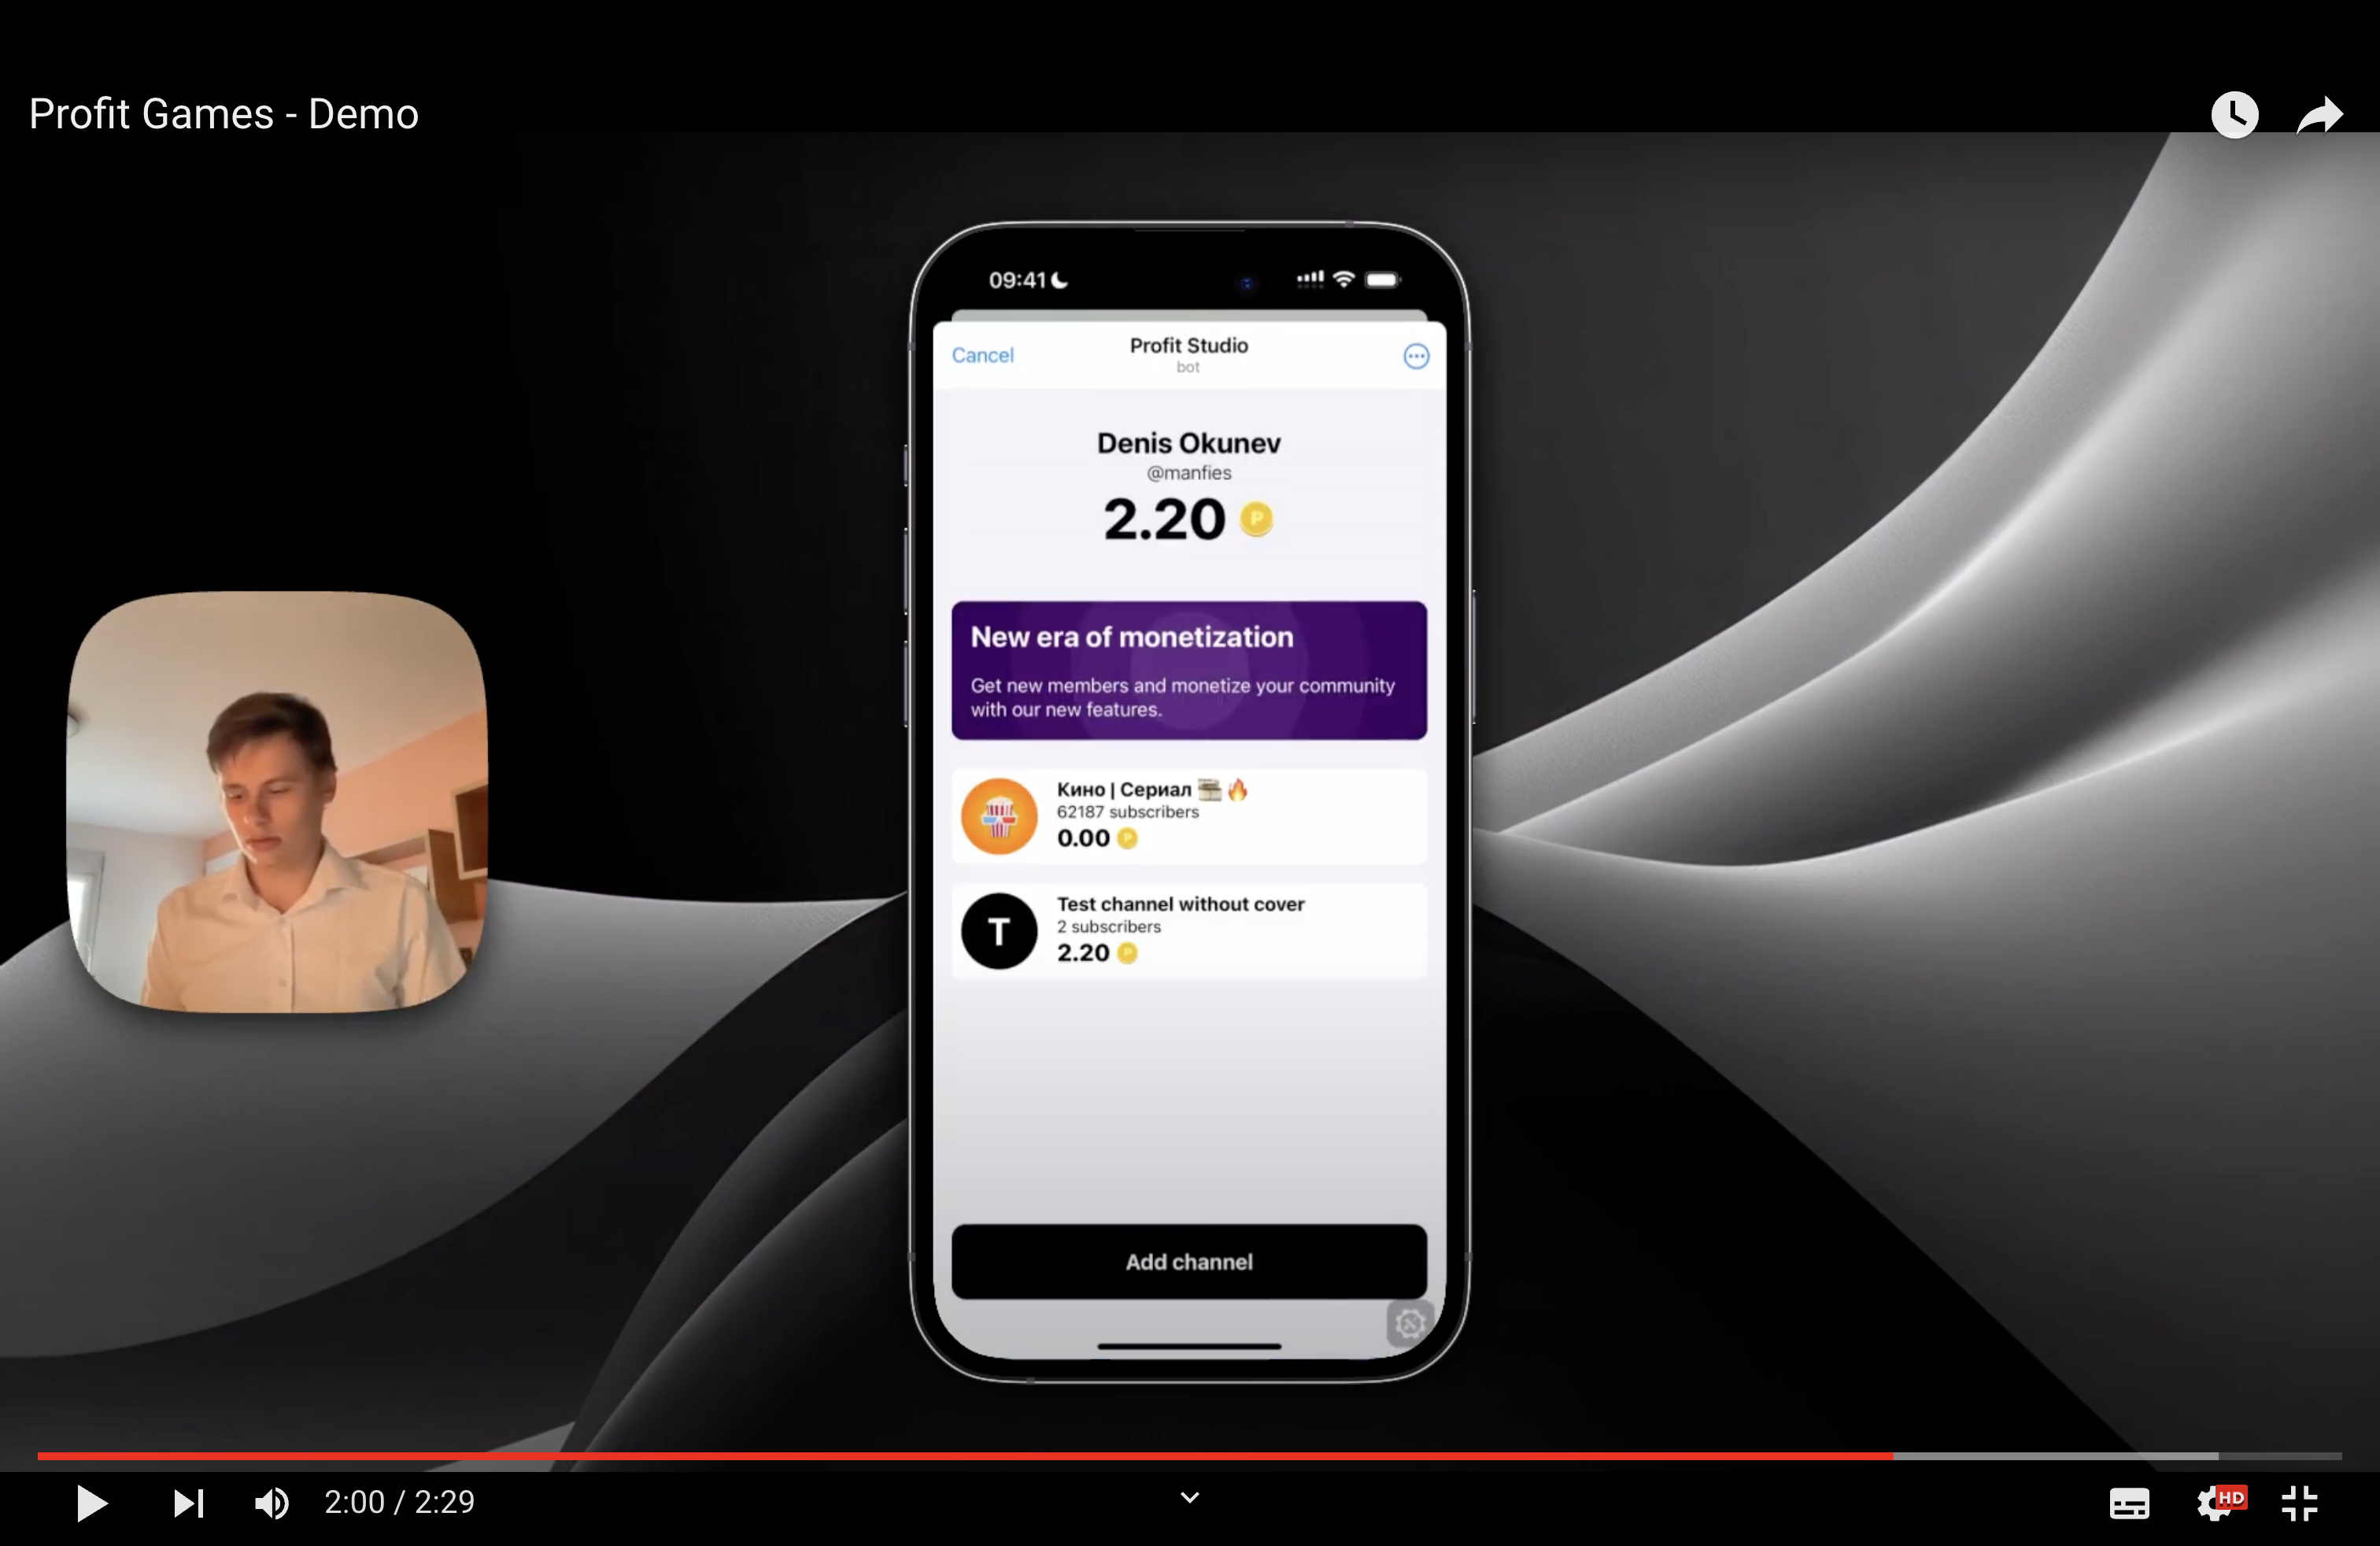 Profit Games - Demo
09:41
Cancel
Profit Studio
bot
Denis Okunev
@manfies
2.20
P
New era of monetization
Get new members and monetize your community
with our new features.
Кино | Сериал
62187 subscribers
0.00 P
T
Test channel without cover
2 subscribers
2.20 P
Add channel
2:00 / 2:29
HD